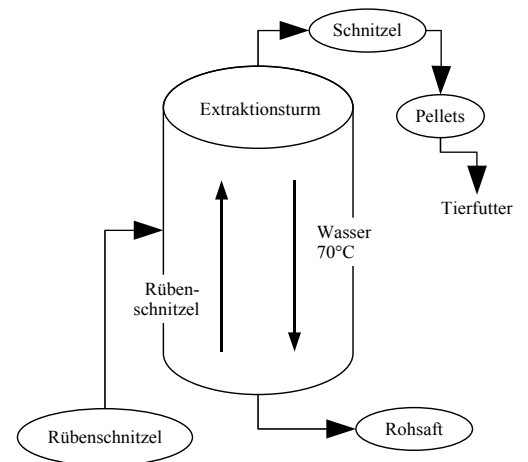 Schnitzel
Extraktionsturm
Pellets
Tierfutter
Wasser
70°C
Rüben-
schnitzel
Rübenschnitzel
Rohsaft